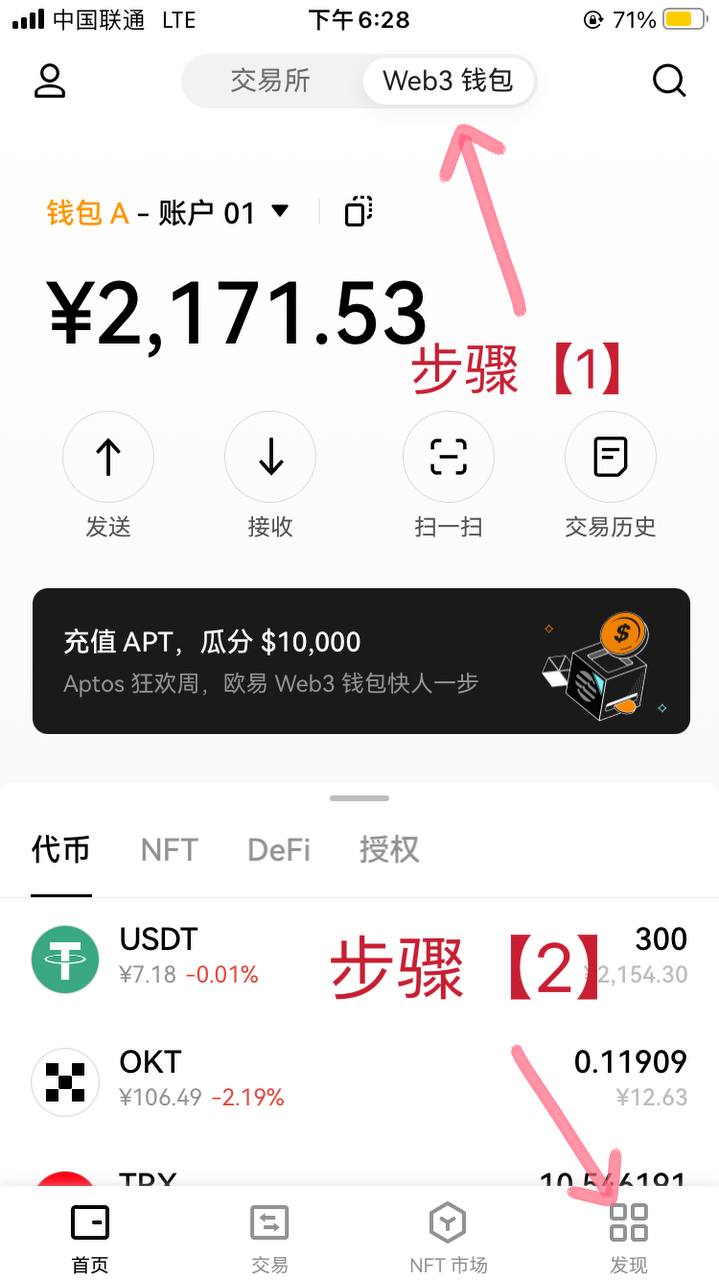 中国联通 LTE 下午6:28 71%
交易所 Web3 钱包
钱包 A – 账户 01
¥2,171.53
步骤【1】
发送 接收 扫一扫 交易历史
充值 APT，瓜分 $10,000
Aptos 狂欢周，欧易 Web3 钱包快人一步
代币 NFT DeFi 授权
USDT 300
¥7.18 -0.01% ¥2,154.30
步骤【2】
OKT 0.11909
¥106.49 -2.19% ¥12.63
TRX 10.546181
首页 交易 NFT 市场 发现